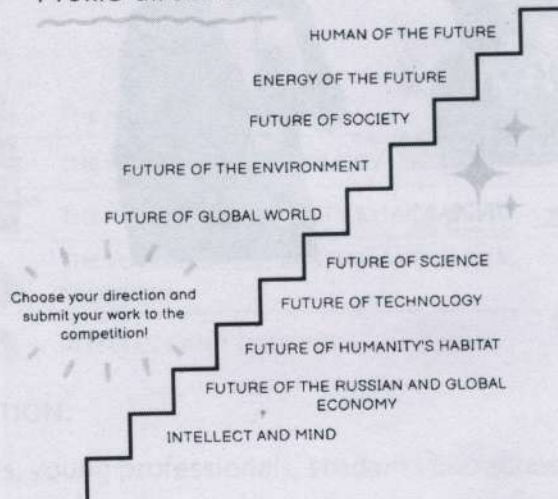 HUMAN OF THE FUTURE
ENERGY OF THE FUTURE
FUTURE OF SOCIETY
FUTURE OF THE ENVIRONMENT
FUTURE OF GLOBAL WORLD
FUTURE OF SCIENCE
Choose your direction and
submit your work to the
competition!
FUTURE OF TECHNOLOGY
FUTURE OF HUMANITY'S HABITAT
FUTURE OF THE RUSSIAN AND GLOBAL
ECONOMY
INTELLECT AND MIND